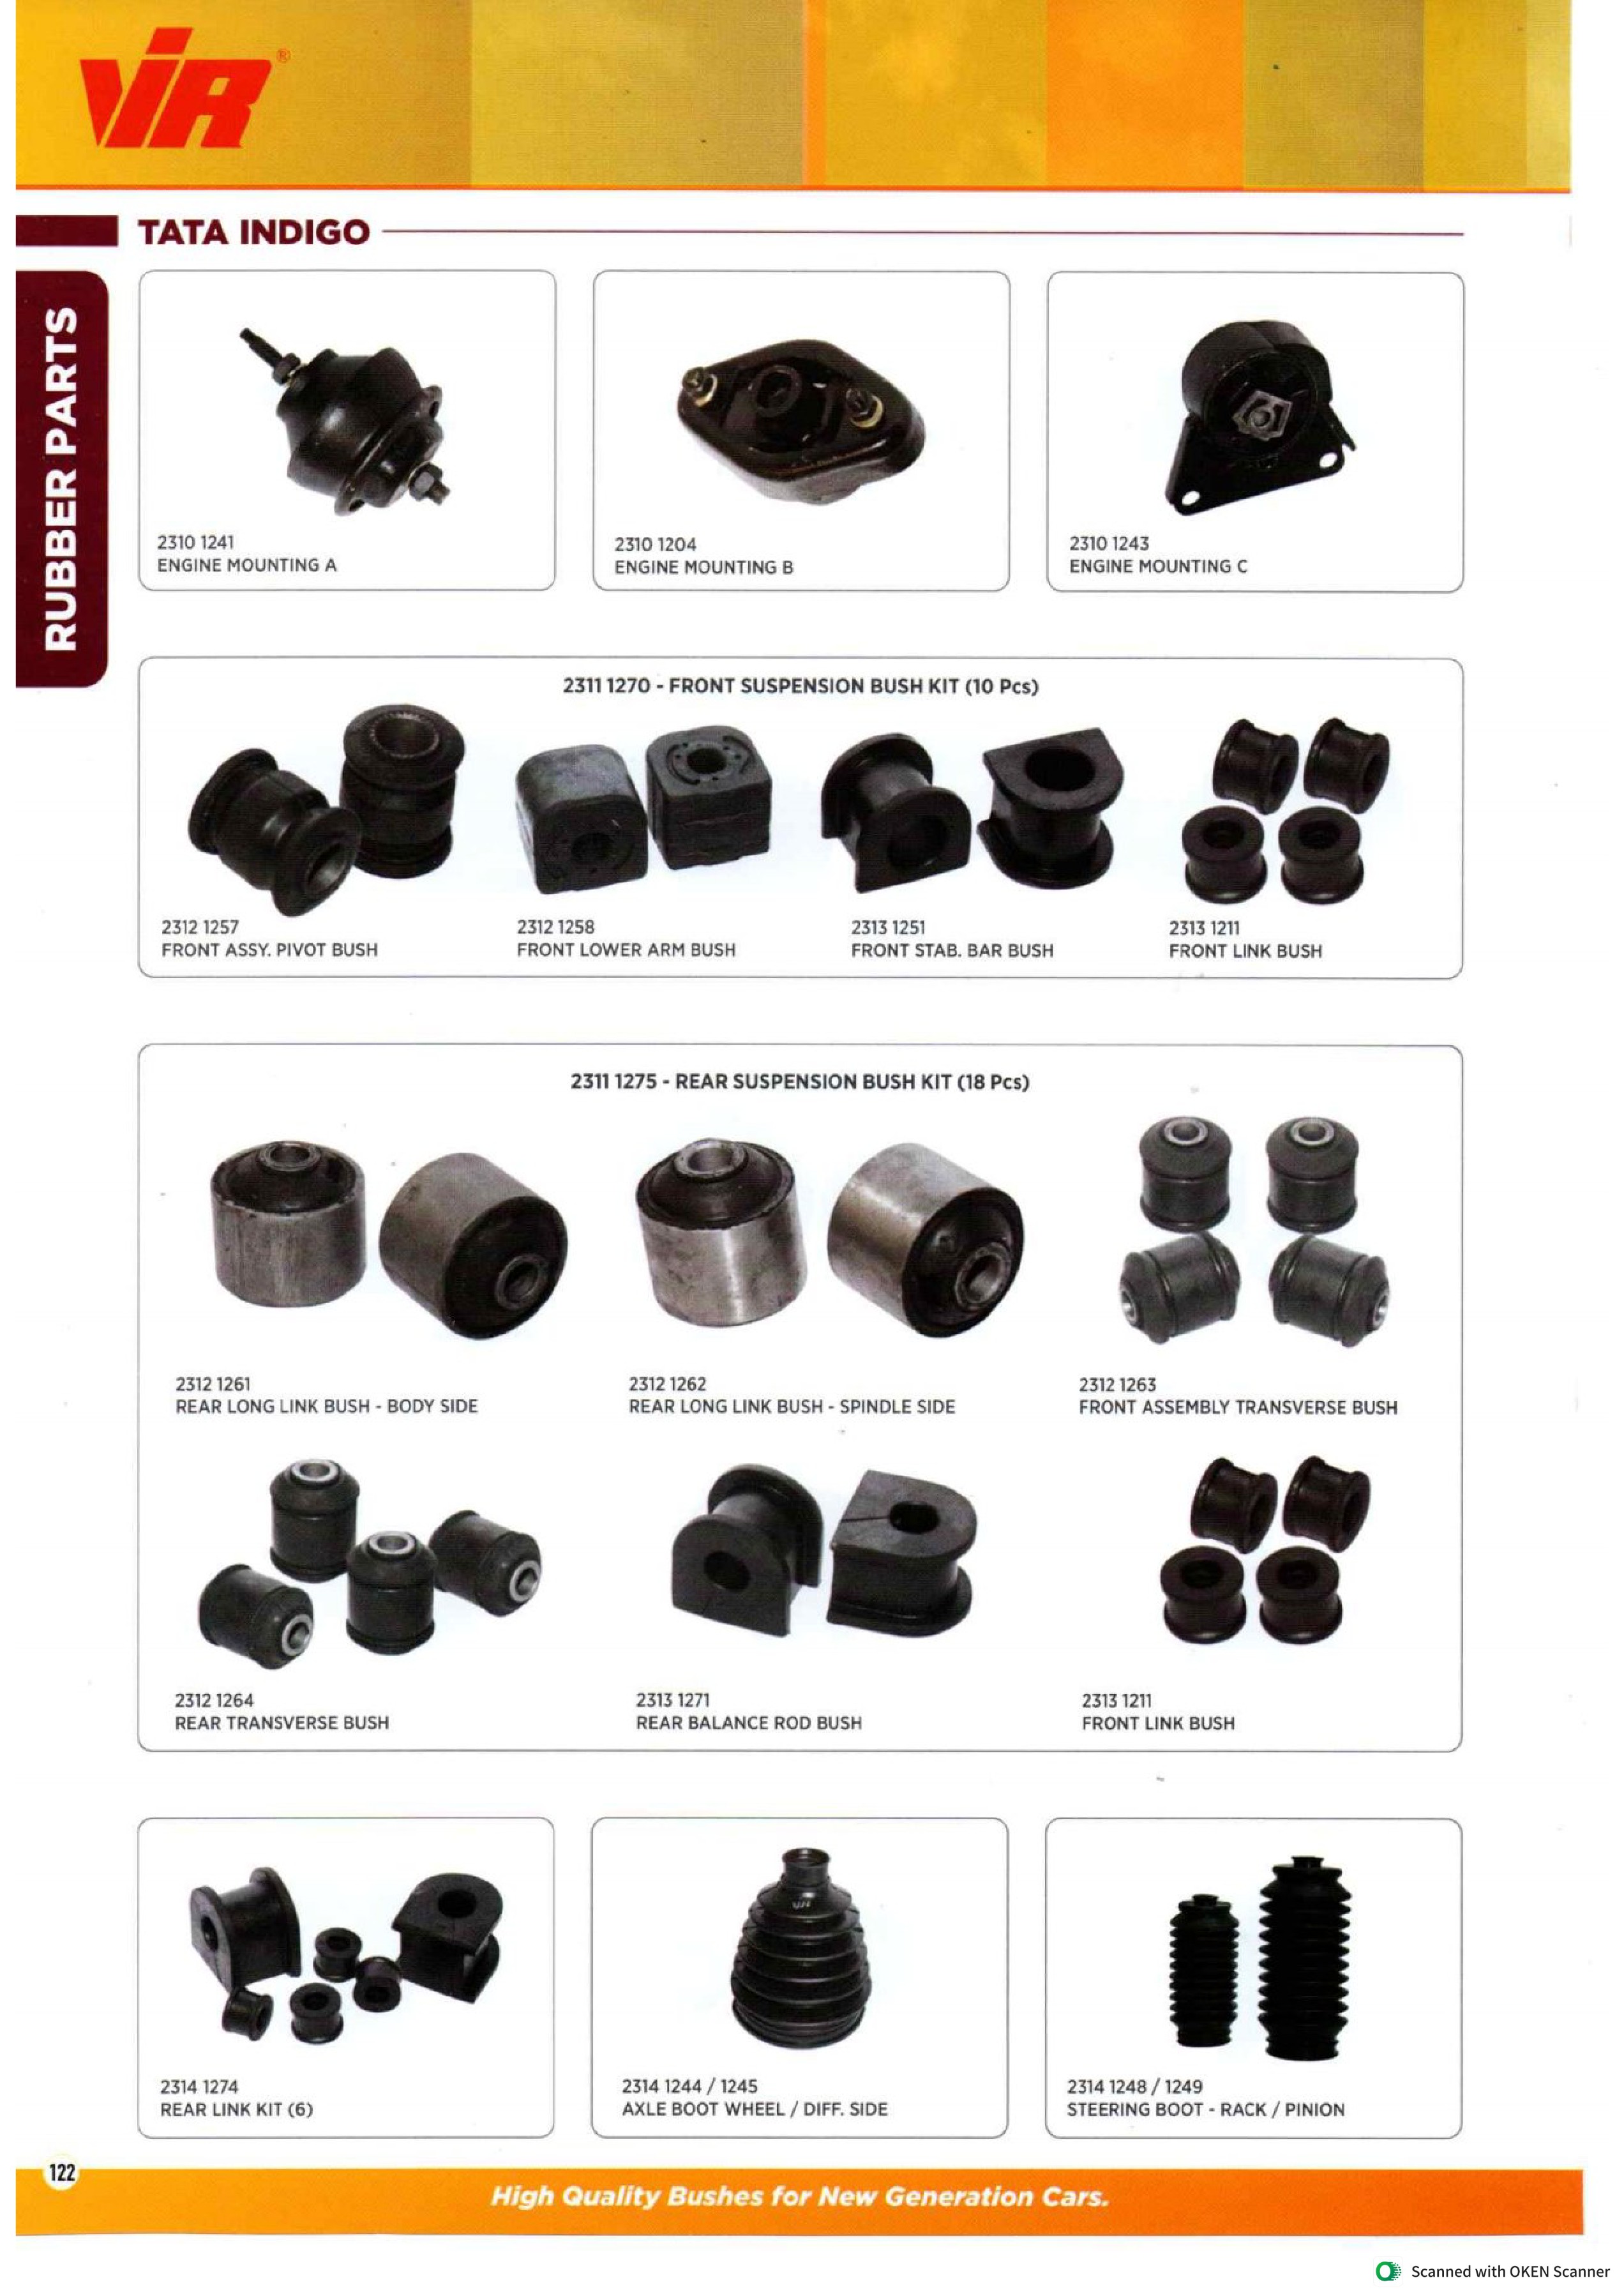 VIR®
TATA INDIGO
RUBBER PARTS
2310 1241
ENGINE MOUNTING A
2310 1204
ENGINE MOUNTING B
2310 1243
ENGINE MOUNTING C
2311 1270 - FRONT SUSPENSION BUSH KIT (10 Pcs)
2312 1257
FRONT ASSY. PIVOT BUSH
2312 1258
FRONT LOWER ARM BUSH
2313 1251
FRONT STAB. BAR BUSH
2313 1211
FRONT LINK BUSH
2311 1275 - REAR SUSPENSION BUSH KIT (18 Pcs)
2312 1261
REAR LONG LINK BUSH - BODY SIDE
2312 1262
REAR LONG LINK BUSH - SPINDLE SIDE
2312 1263
FRONT ASSEMBLY TRANSVERSE BUSH
2312 1264
REAR TRANSVERSE BUSH
2313 1271
REAR BALANCE ROD BUSH
2313 1211
FRONT LINK BUSH
2314 1274
REAR LINK KIT (6)
2314 1244 / 1245
AXLE BOOT WHEEL / DIFF. SIDE
2314 1248 / 1249
STEERING BOOT - RACK / PINION
122
High Quality Bushes for New Generation Cars.
Scanned with OKEN Scanner